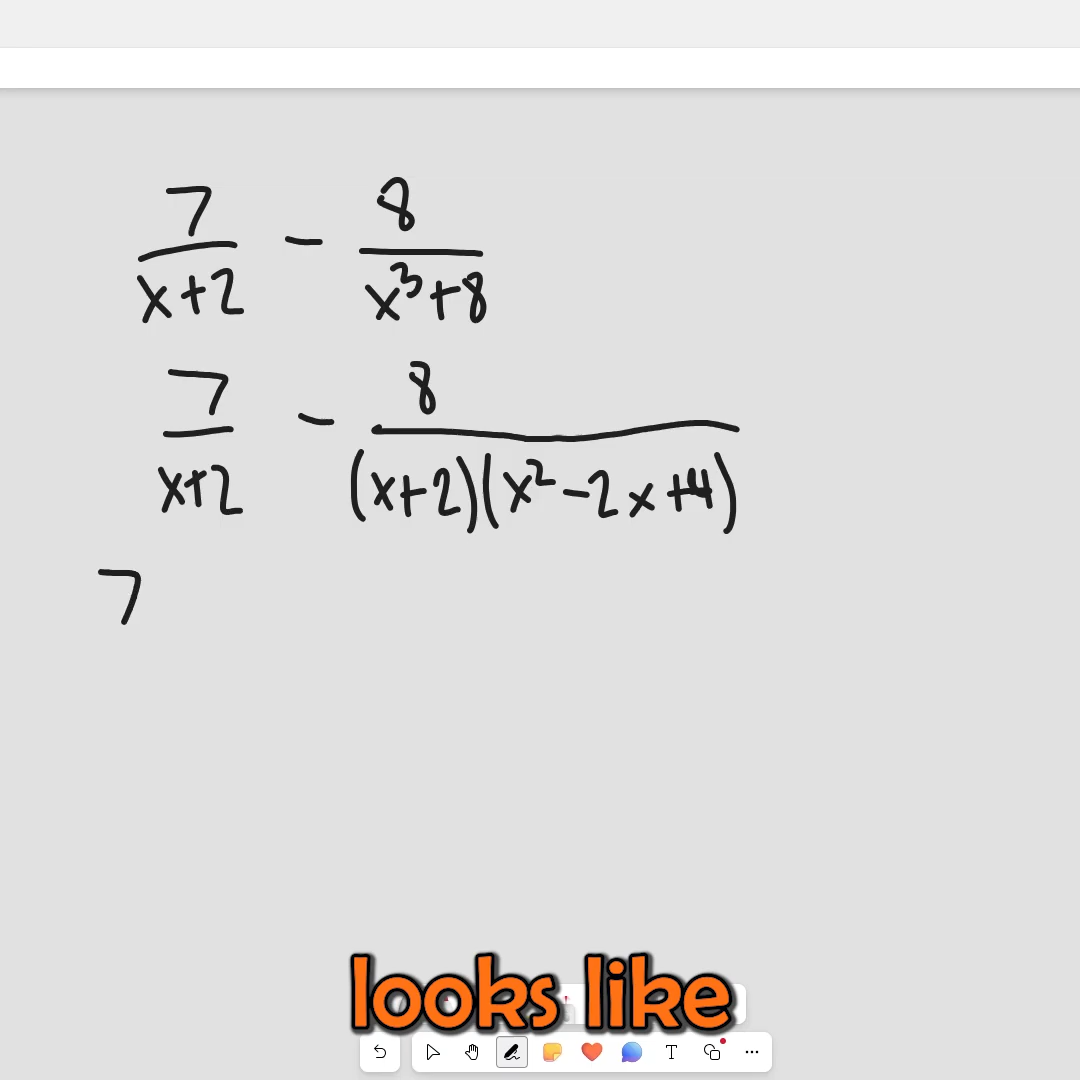 7/(x+2) - 8/(x³+8)
7/(x+2) - 8/((x+2)(x²-2x+4))
7
looks like
T